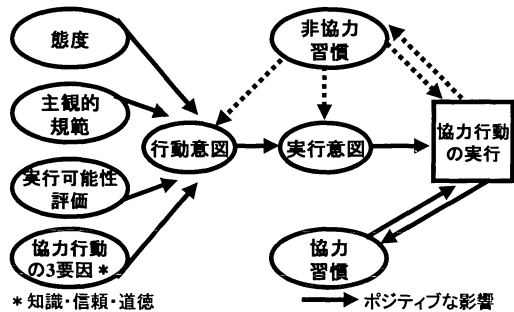 態度
主観的
規範
実行可能性
評価
協力行動
の3要因＊
行動意図
非協力
習慣
実行意図
協力行動
の実行
協力
習慣
＊知識・信頼・道徳
ポジティブな影響